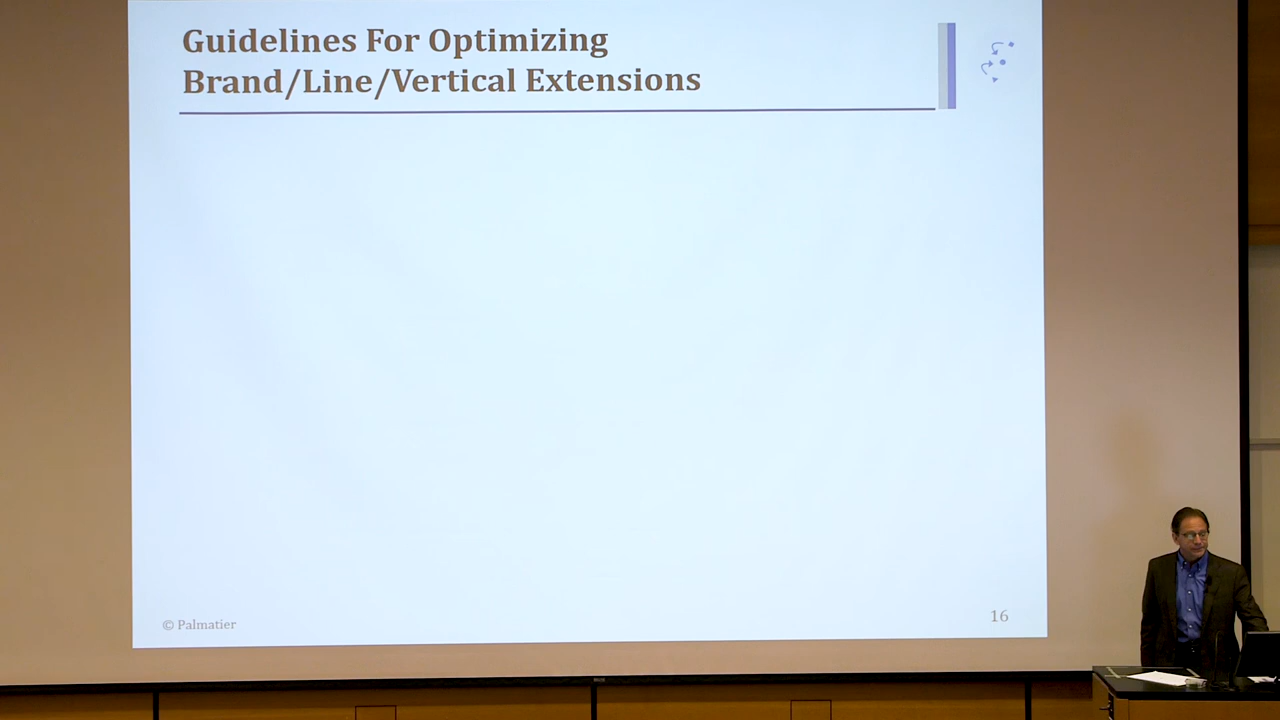 Guidelines For Optimizing
Brand/Line/Vertical Extensions
© Palmatier
16